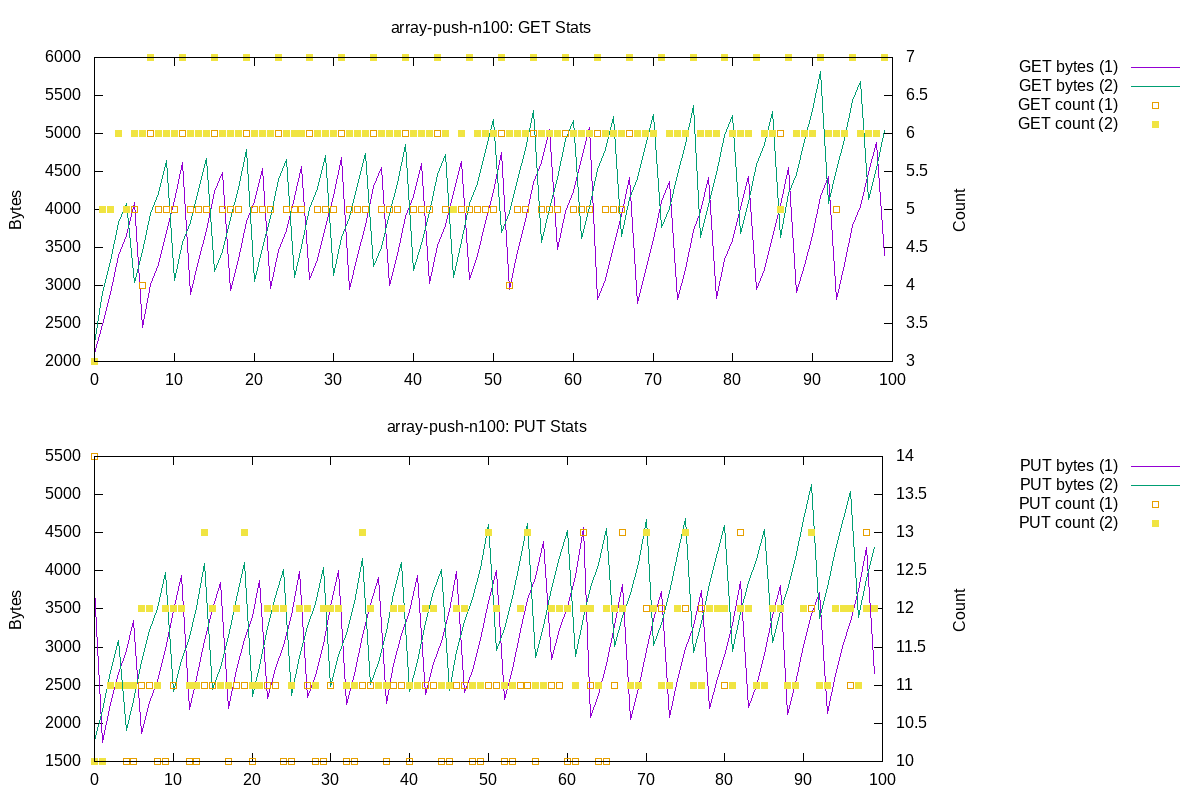 array-push-n100: GET Stats
6000
5500
5000
4500
4000
3500
3000
2500
2000
Bytes
7
6.5
6
5.5
5
4.5
4
3.5
3
Count
0 10 20 30 40 50 60 70 80 90 100
GET bytes (1)
GET bytes (2)
GET count (1)
GET count (2)
array-push-n100: PUT Stats
5500
5000
4500
4000
3500
3000
2500
2000
1500
Bytes
14
13.5
13
12.5
12
11.5
11
10.5
10
Count
0 10 20 30 40 50 60 70 80 90 100
PUT bytes (1)
PUT bytes (2)
PUT count (1)
PUT count (2)